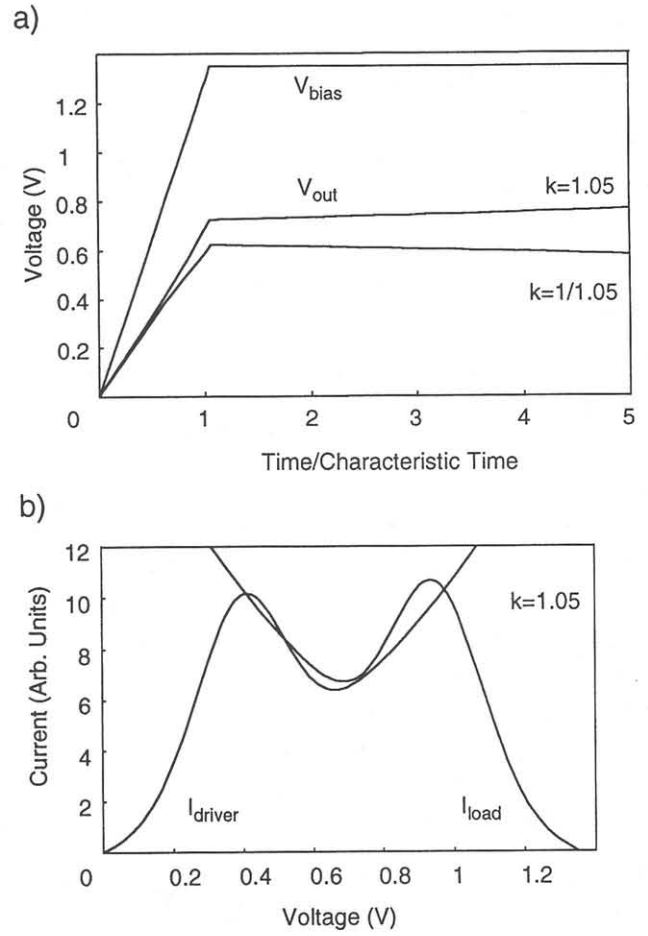 a)
Voltage (V)
1.2
1
0.8
0.6
0.4
0.2
0
1
2
3
4
5
V_bias
V_out
k=1.05
k=1/1.05
Time/Characteristic Time
b)
Current (Arb. Units)
12
10
8
6
4
2
0
0.2
0.4
0.6
0.8
1
1.2
k=1.05
I_driver
I_load
Voltage (V)